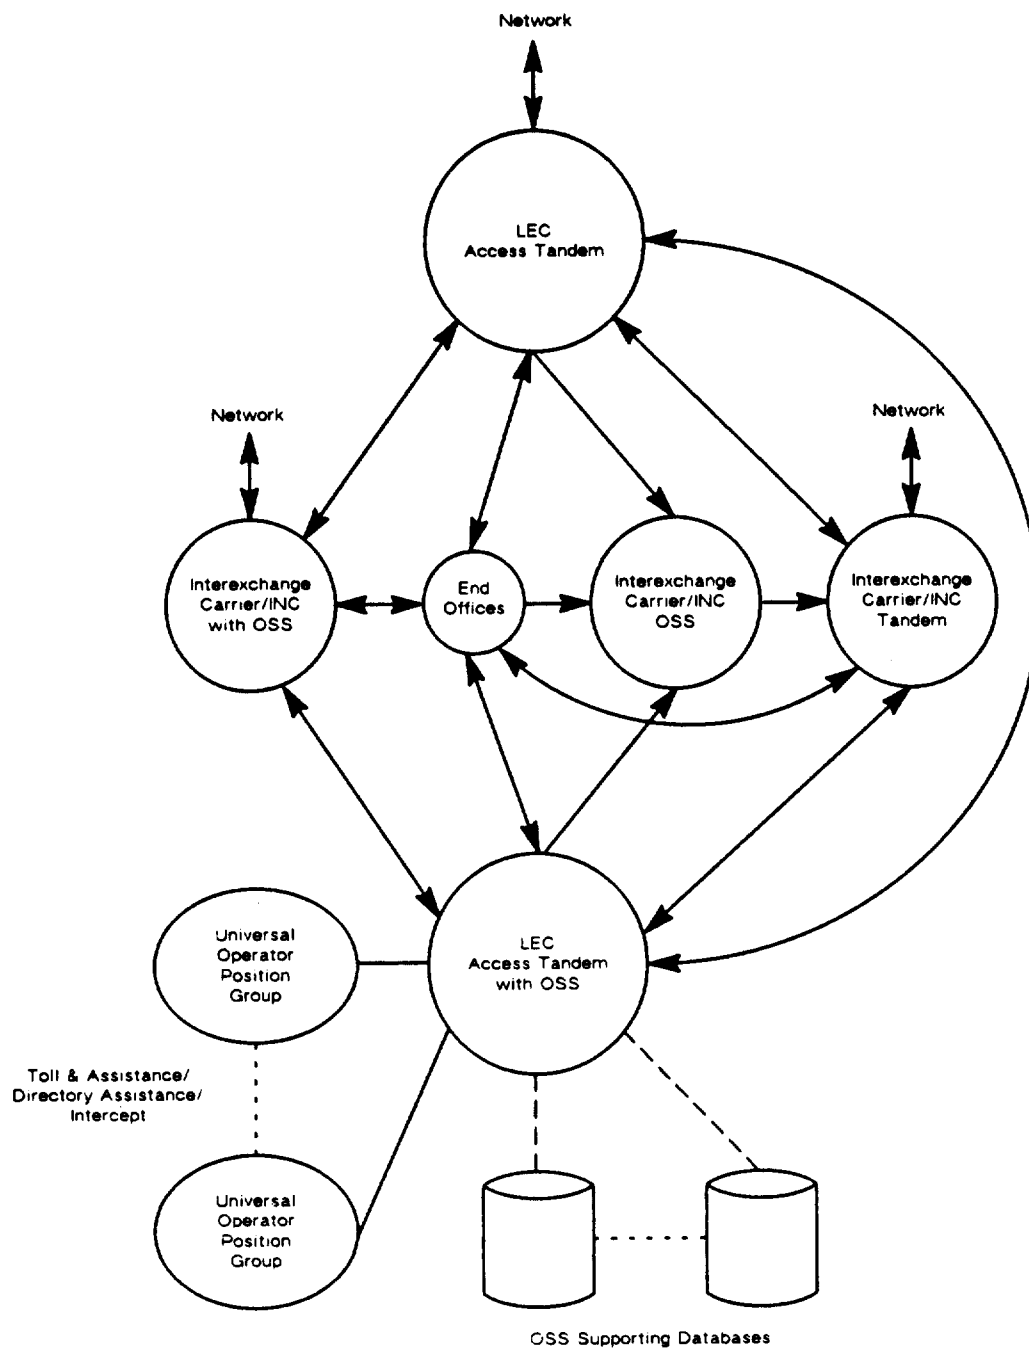 Network
LEC
Access Tandem
Network
Network
Interexchange
Carrier/INC
with OSS
End
Offices
Interexchange
Carrier/INC
OSS
Interexchange
Carrier/INC
Tandem
Universal
Operator
Position
Group
LEC
Access Tandem
with OSS
Toll & Assistance/
Directory Assistance/
Intercept
Universal
Operator
Position
Group
OSS Supporting Databases